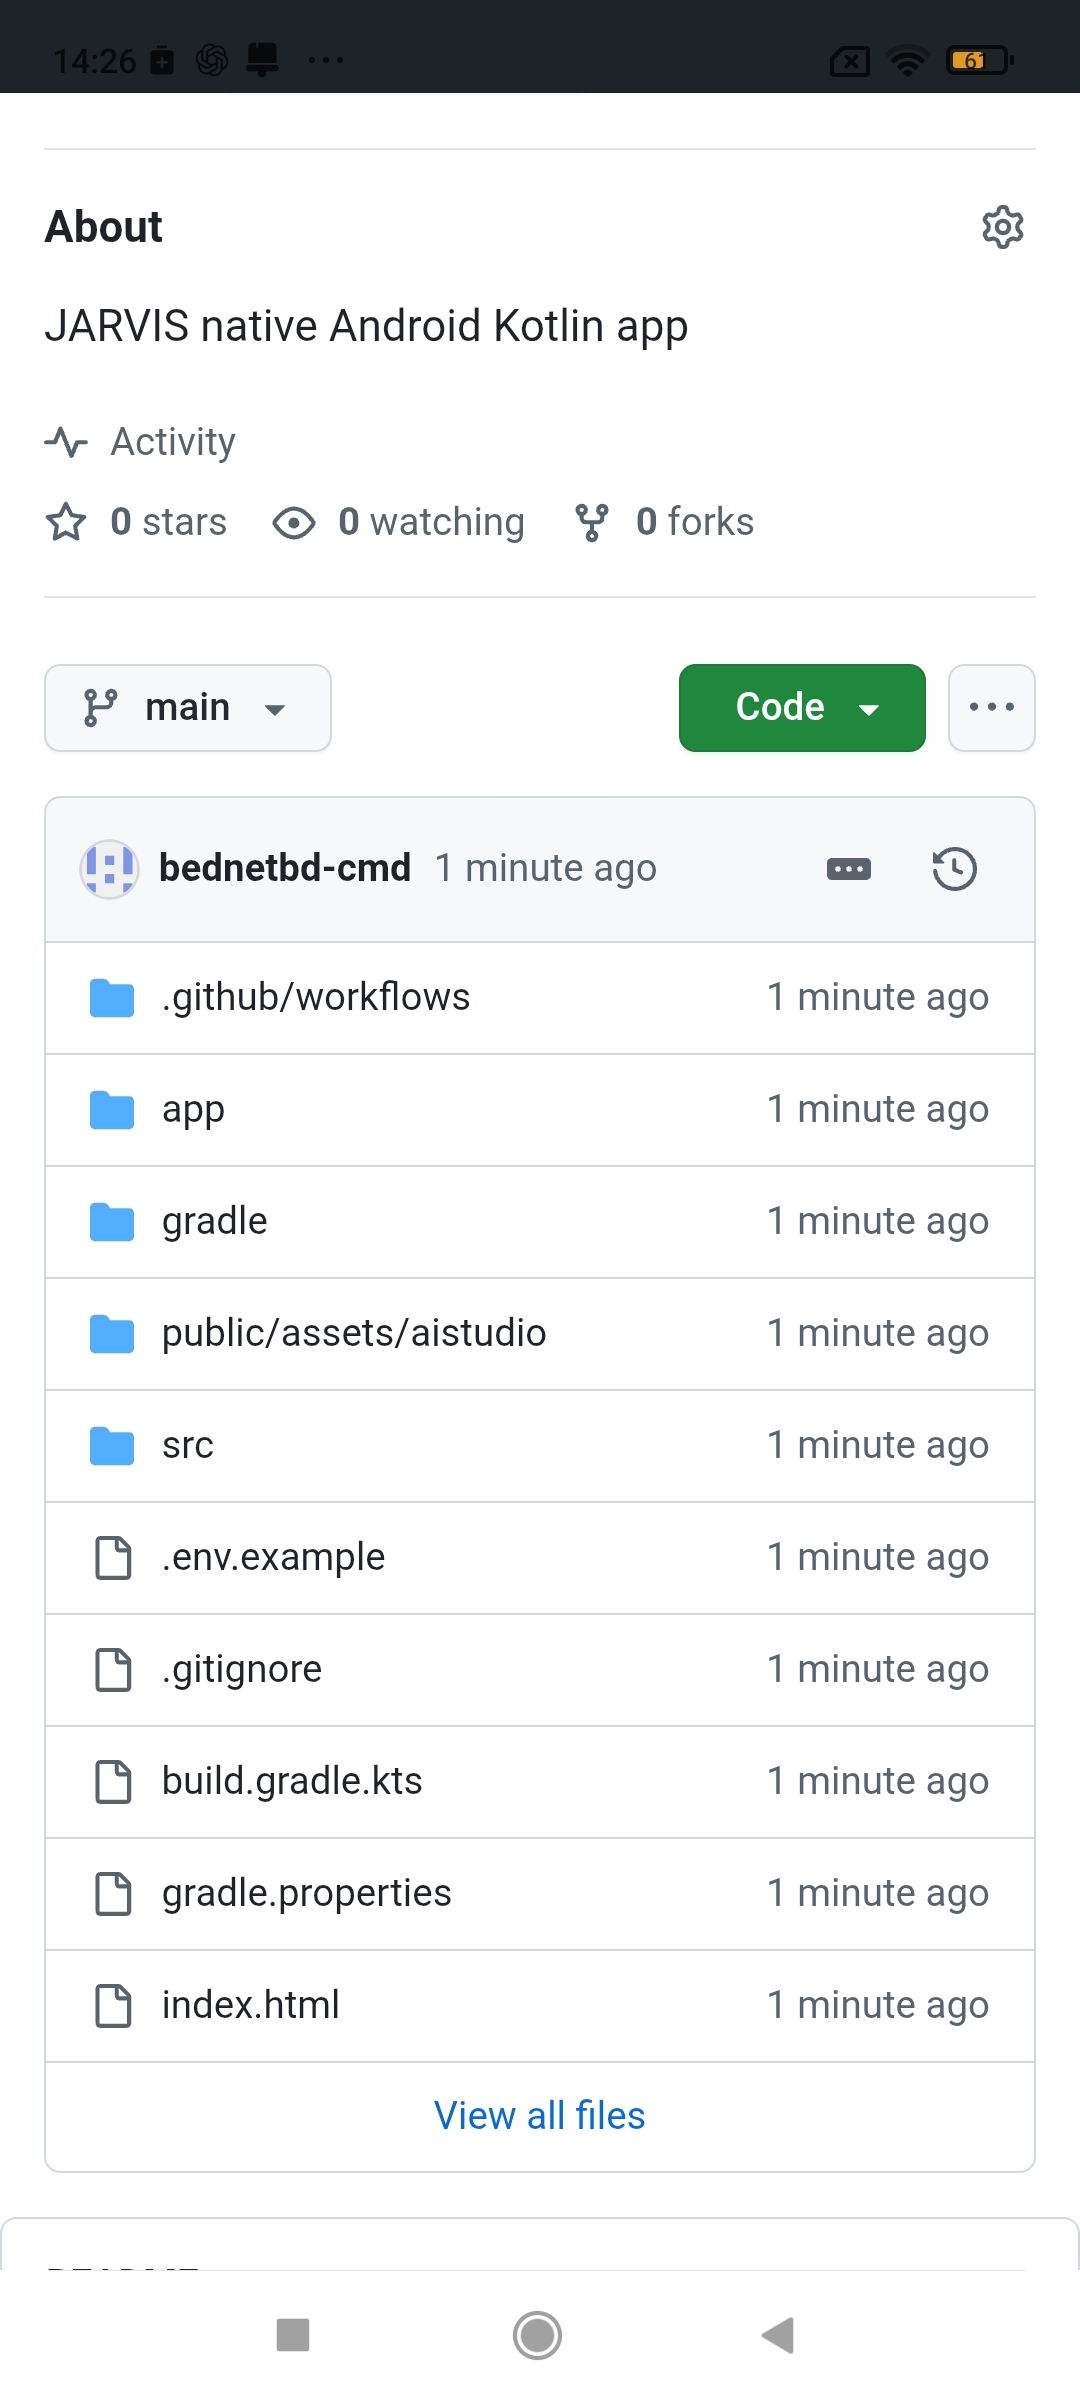 14:26
61
About
JARVIS native Android Kotlin app
Activity
0 stars 0 watching 0 forks
main Code
bednetbd-cmd 1 minute ago
.github/workflows 1 minute ago
app 1 minute ago
gradle 1 minute ago
public/assets/aistudio 1 minute ago
src 1 minute ago
.env.example 1 minute ago
.gitignore 1 minute ago
build.gradle.kts 1 minute ago
gradle.properties 1 minute ago
index.html 1 minute ago
View all files